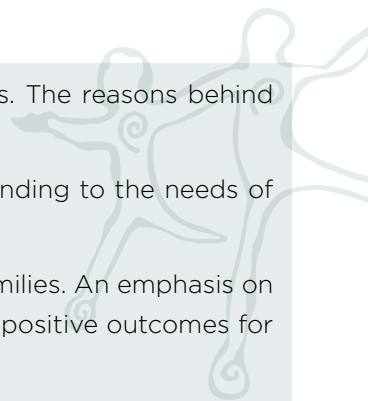 s. The reasons behind
nding to the needs of
milies. An emphasis on
positive outcomes for